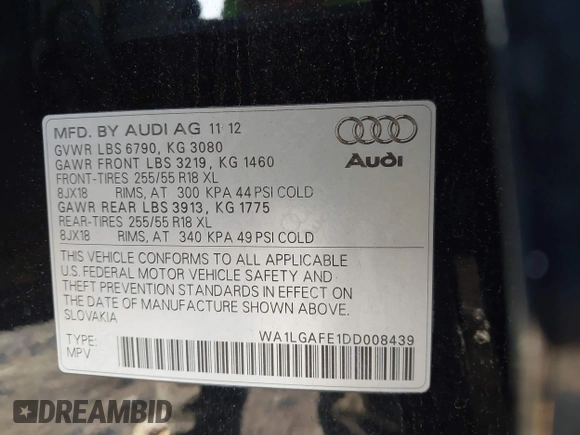 MFD. BY AUDI AG 11 12
GVWR LBS 6790, KG 3080
GAWR FRONT LBS 3219, KG 1460
FRONT-TIRES 255/55 R18 XL
8JX18 RIMS, AT 300 KPA 44 PSI COLD
GAWR REAR LBS 3913, KG 1775
REAR-TIRES 255/55 R18 XL
8JX18 RIMS, AT 340 KPA 49 PSI COLD
Audi
THIS VEHICLE CONFORMS TO ALL APPLICABLE
U.S. FEDERAL MOTOR VEHICLE SAFETY AND
THEFT PREVENTION STANDARDS IN EFFECT ON
THE DATE OF MANUFACTURE SHOWN ABOVE.
SLOVAKIA
TYPE: WA1LGAFE1DD008439
MPV
DREAMBID